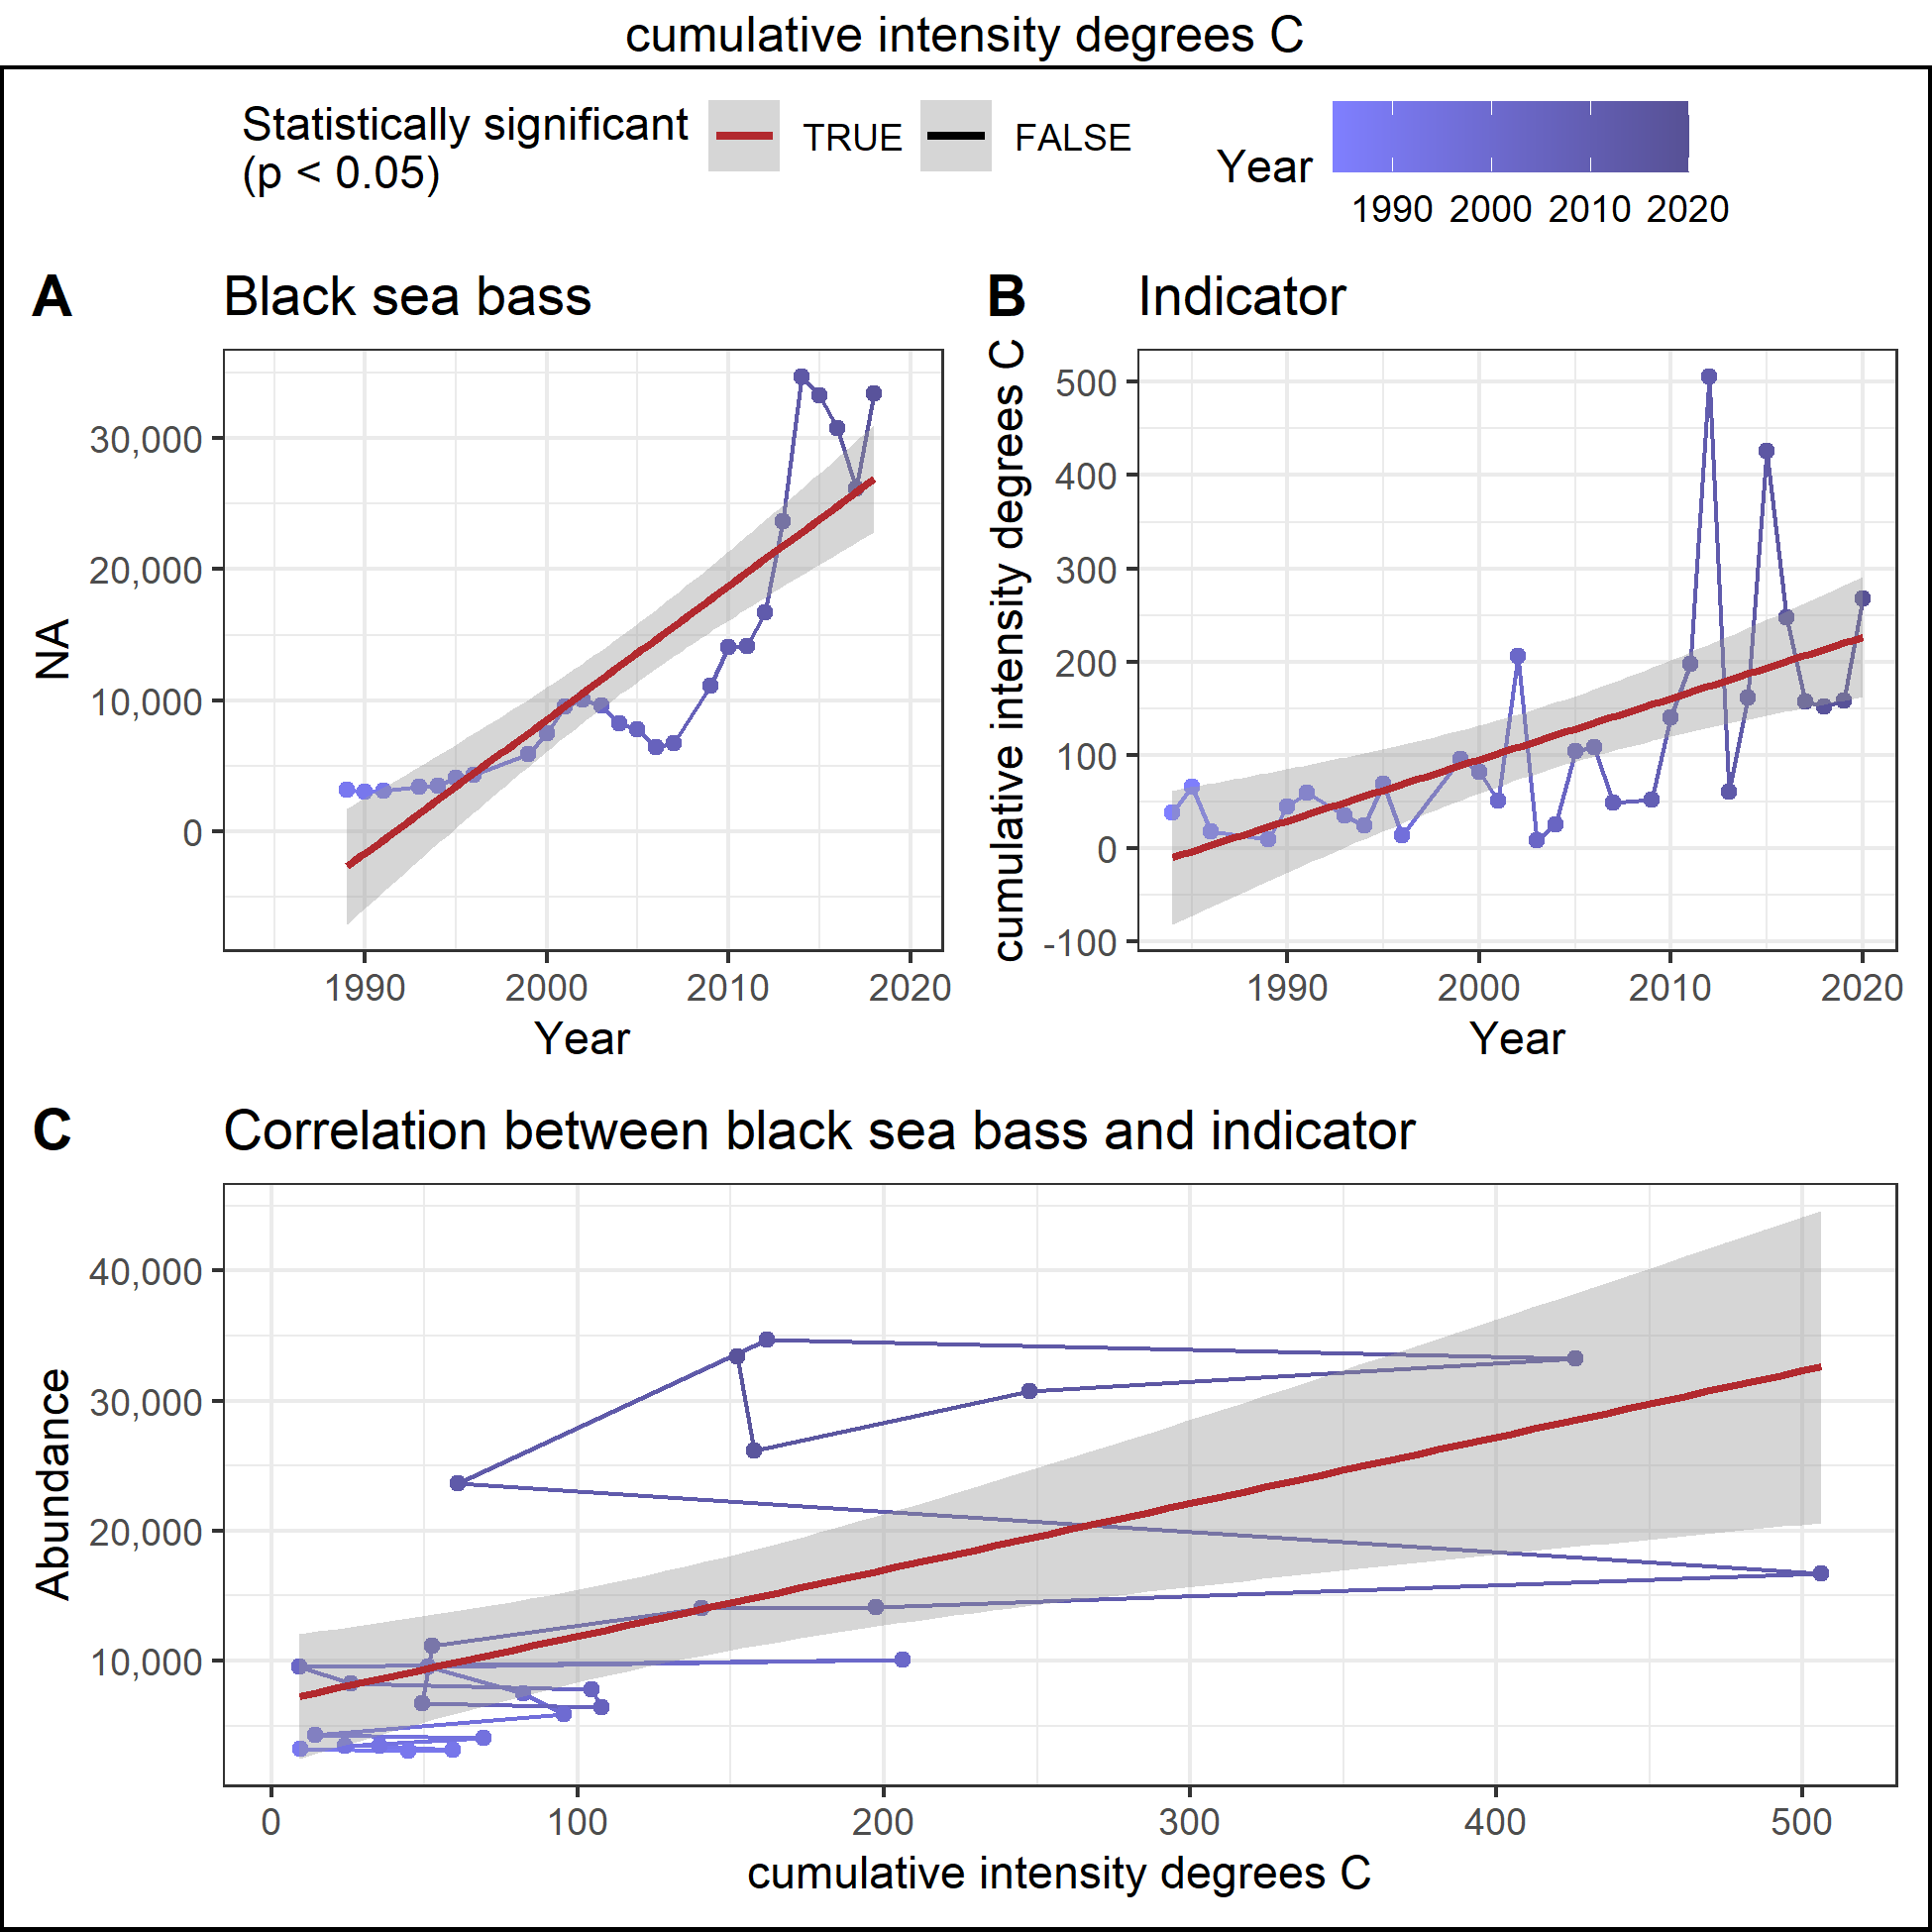 cumulative intensity degrees C
Statistically significant
(p < 0.05)
TRUE
FALSE
Year
1990 2000 2010 2020
A
Black sea bass
NA
30,000
20,000
10,000
0
1990 2000 2010 2020
Year
B
Indicator
cumulative intensity degrees C
500
400
300
200
100
0
-100
1990 2000 2010 2020
Year
C
Correlation between black sea bass and indicator
Abundance
40,000
30,000
20,000
10,000
0 100 200 300 400 500
cumulative intensity degrees C